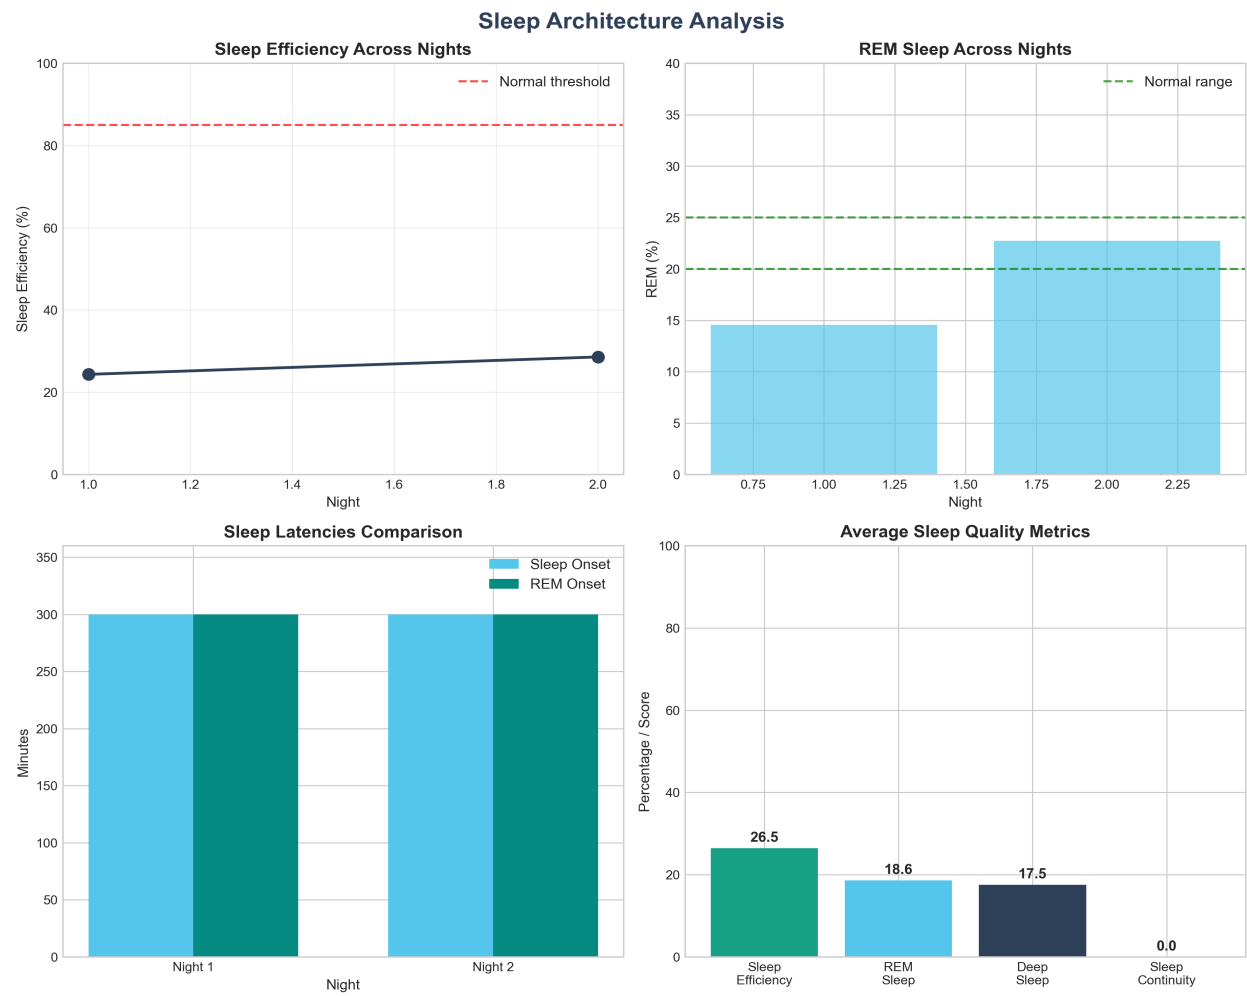 Sleep Architecture Analysis
Sleep Efficiency Across Nights
100
80
60
40
20
0
Sleep Efficiency (%)
Normal threshold
1.0 1.2 1.4 1.6 1.8 2.0
Night
REM Sleep Across Nights
40
35
30
25
20
15
10
5
0
REM (%)
Normal range
0.75 1.00 1.25 1.50 1.75 2.00 2.25
Night
Sleep Latencies Comparison
350
300
250
200
150
100
50
0
Minutes
Sleep Onset
REM Onset
Night 1 Night 2
Night
Average Sleep Quality Metrics
100
80
60
40
20
0
Percentage / Score
26.5
18.6
17.5
0.0
Sleep
Efficiency
REM
Sleep
Deep
Sleep
Sleep
Continuity